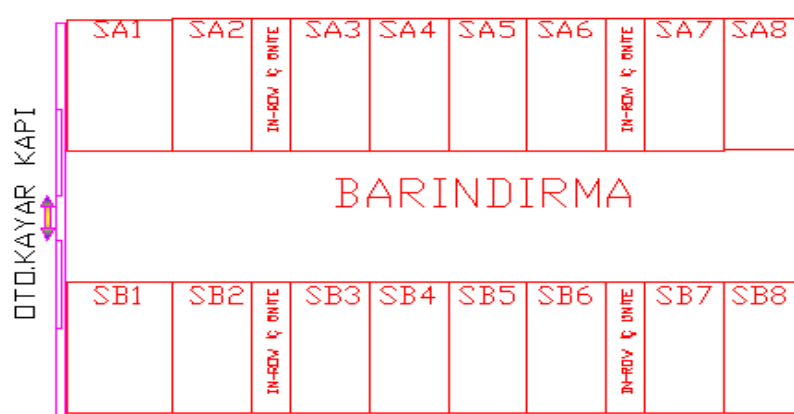 SA1 SA2 IN-ROW İÇ ÜNİTE SA3 SA4 SA5 SA6 IN-ROW İÇ ÜNİTE SA7 SA8
OTO.KAYAR KAPI
BARINDIRMA
SB1 SB2 IN-ROW İÇ ÜNİTE SB3 SB4 SB5 SB6 IN-ROW İÇ ÜNİTE SB7 SB8